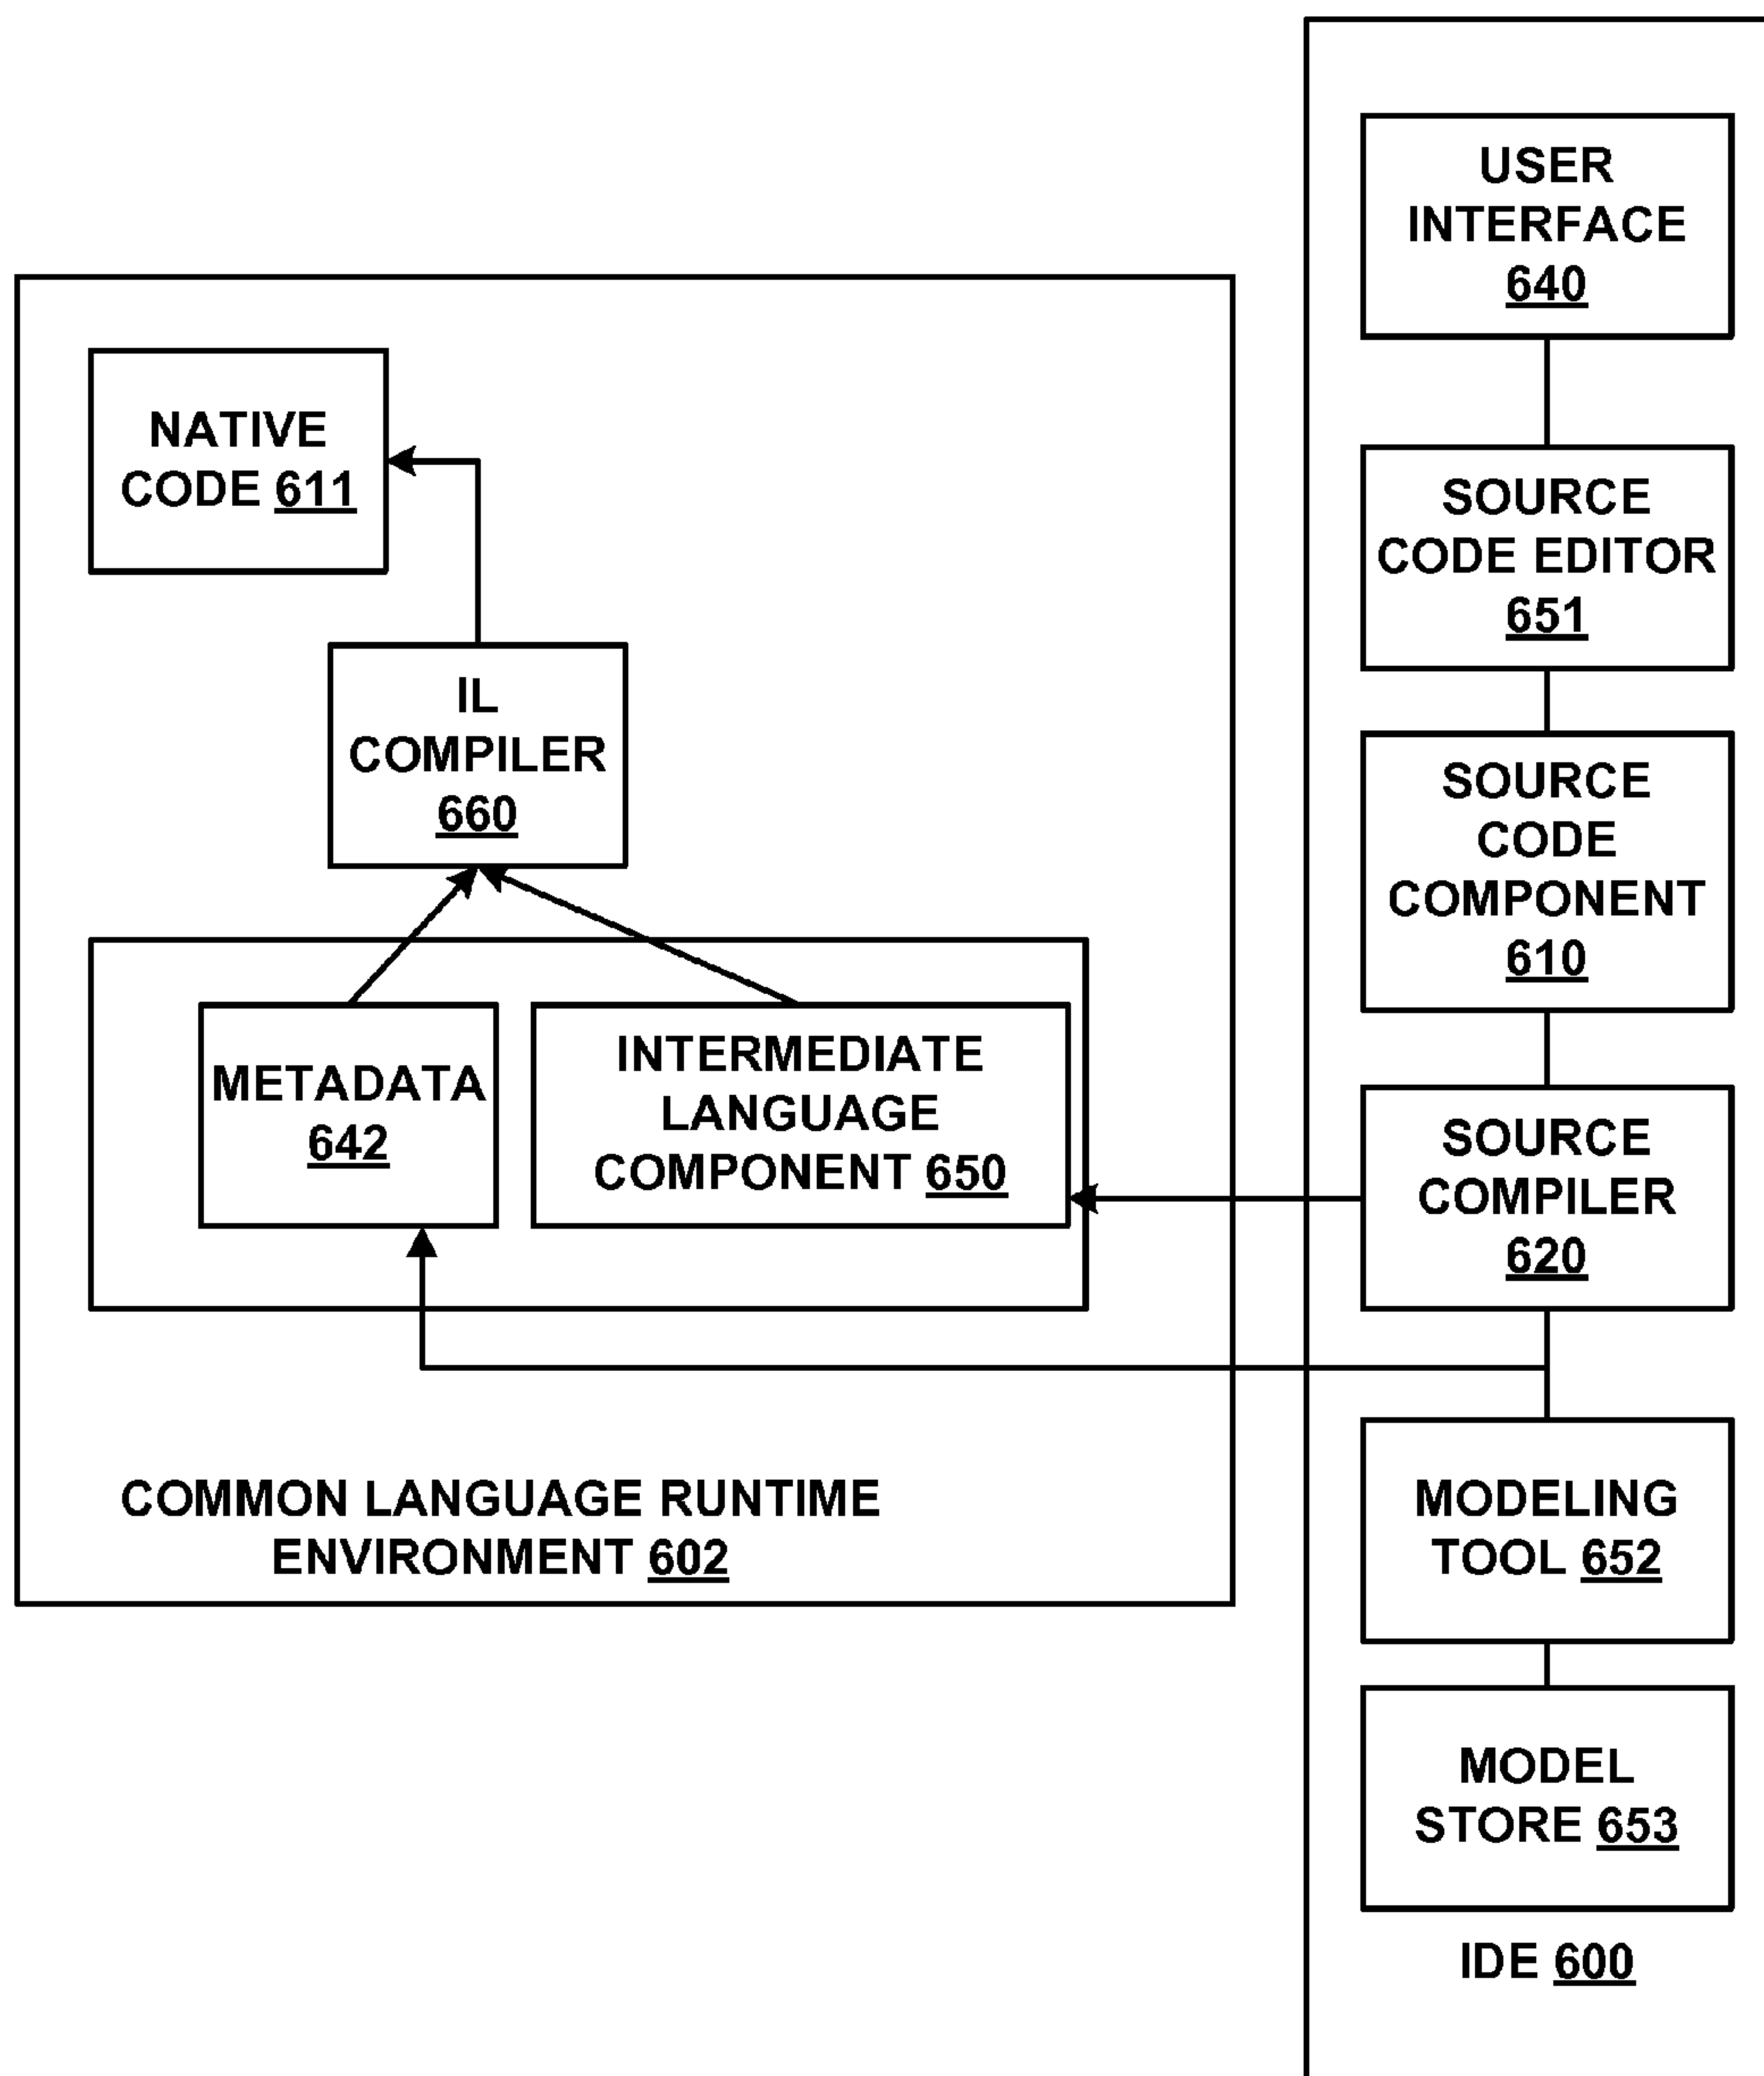 USER
INTERFACE
640
NATIVE
CODE 611
SOURCE
CODE EDITOR
651
IL
COMPILER
660
SOURCE
CODE
COMPONENT
610
METADATA
642
INTERMEDIATE
LANGUAGE
COMPONENT 650
SOURCE
COMPILER
620
COMMON LANGUAGE RUNTIME
ENVIRONMENT 602
MODELING
TOOL 652
MODEL
STORE 653
IDE 600